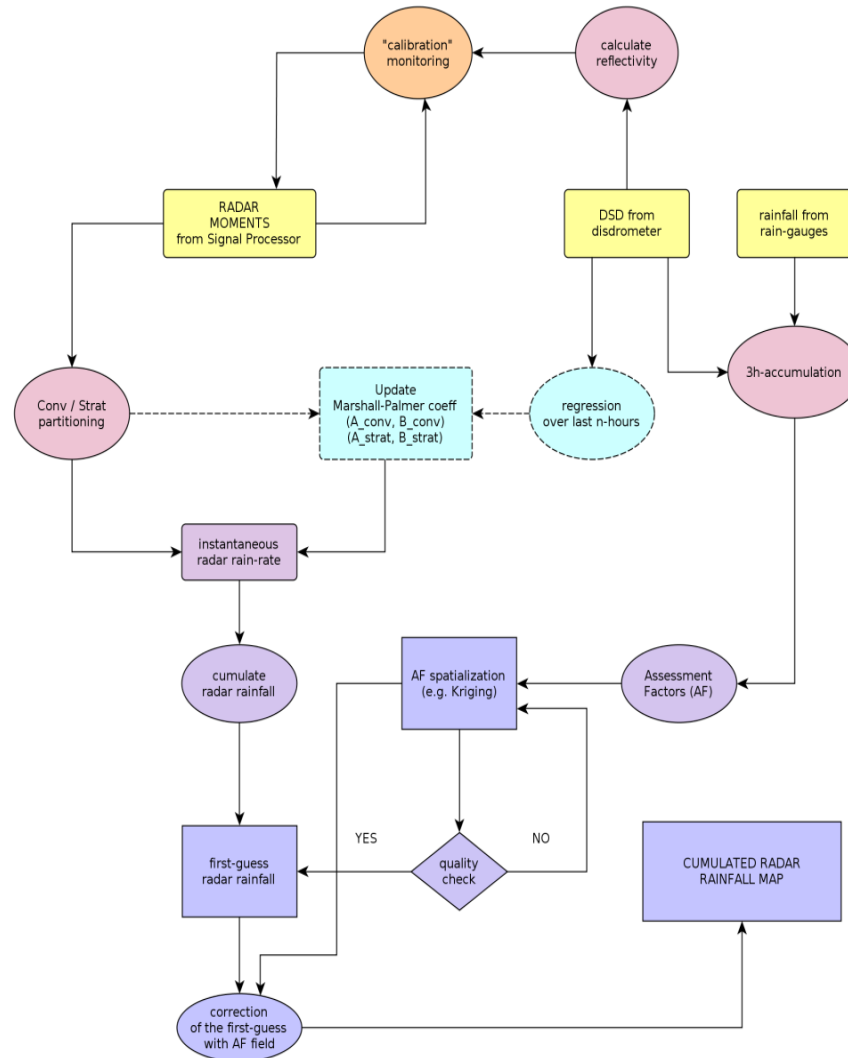 "calibration"
monitoring
calculate
reflectivity
RADAR
MOMENTS
from Signal Processor
DSD from
disdrometer
rainfall from
rain-gauges
Conv / Strat
partitioning
Update
Marshall-Palmer coeff
(A_conv, B_conv)
(A_strat, B_strat)
regression
over last n-hours
3h-accumulation
instantaneous
radar rain-rate
cumulate
radar rainfall
AF spatialization
(e.g. Kriging)
Assessment
Factors (AF)
first-guess
radar rainfall
YES
quality
check
NO
CUMULATED RADAR
RAINFALL MAP
correction
of the first-guess
with AF field